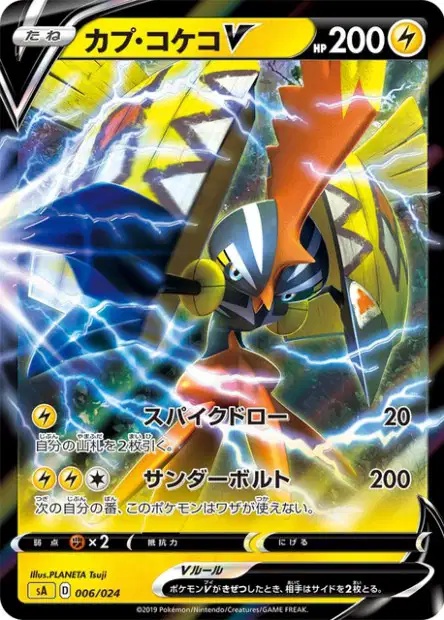 たね カプ・コケコV HP200
スパイクドロー 20
自分の山札を2枚引く。
サンダーボルト 200
次の自分の番、このポケモンはワザが使えない。
弱点 ×2 抵抗力 にげる
Illus.PLANETA Tsuji
Vルール
ポケモンVがきぜつしたとき、相手はサイドを2枚とる。
sA D 006/024
©2019 Pokémon/Nintendo/Creatures/GAME FREAK.